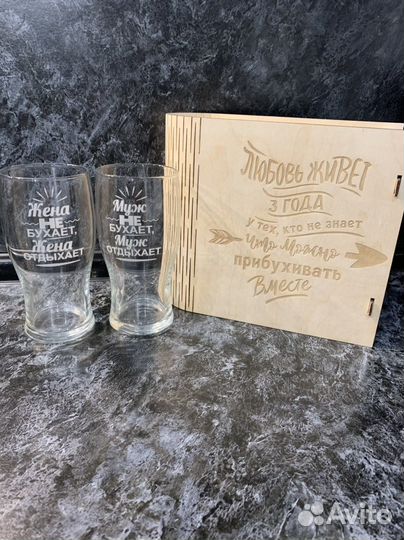 Жена
НЕ
БУХАЕТ,
Жена
ОТДЫХАЕТ
Муж
НЕ
БУХАЕТ,
Муж
ОТДЫХАЕТ
ЛЮБОВЬ ЖИВЕТ
3 ГОДА
у тех, кто не знает
что можно
прибухивать
Вместе
Avito